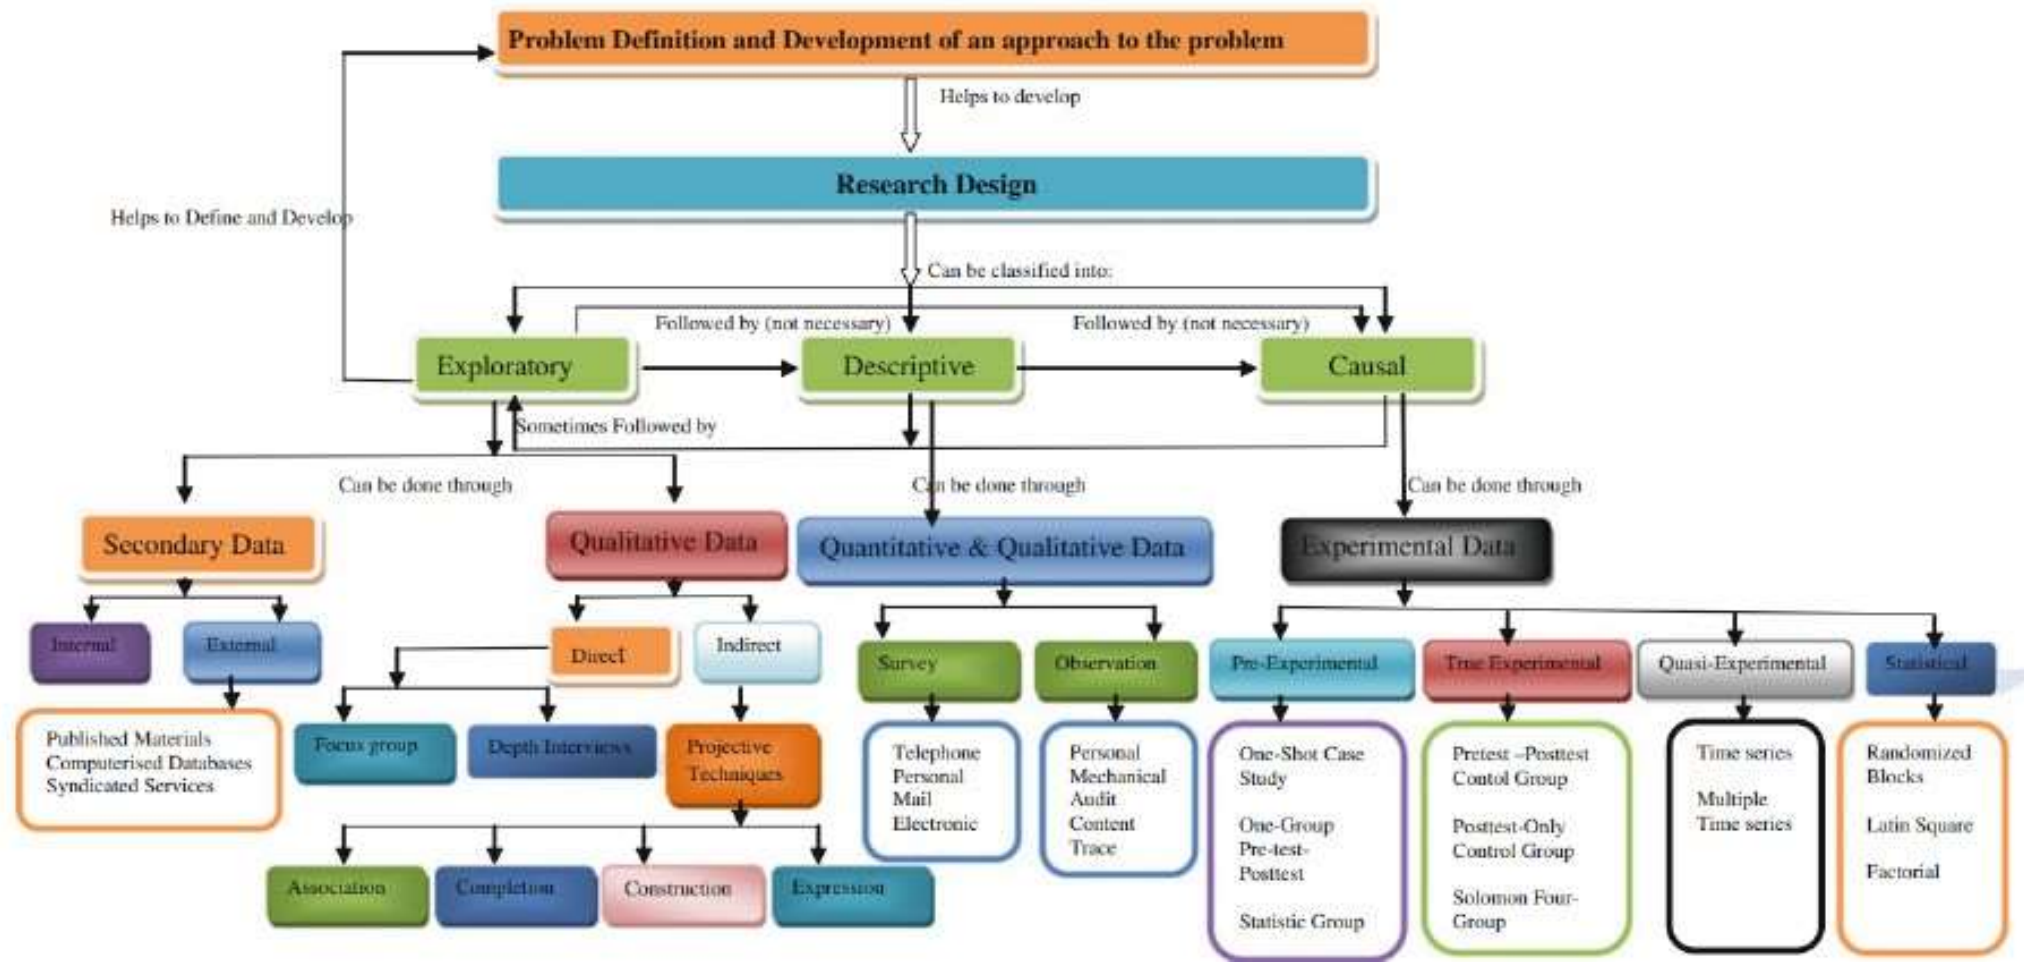 Problem Definition and Development of an approach to the problem
Helps to develop
Research Design
Helps to Define and Develop
Can be classified into:
Followed by (not necessary)
Followed by (not necessary)
Exploratory
Descriptive
Causal
Sometimes Followed by
Can be done through
Can be done through
Can be done through
Secondary Data
Qualitative Data
Quantitative & Qualitative Data
Experimental Data
Internal
External
Direct
Indirect
Survey
Observation
Pre-Experimental
True Experimental
Quasi-Experimental
Statistical
Published Materials
Computerised Databases
Syndicated Services
Focus group
Depth Interviews
Projective
Techniques
Telephone
Personal
Mail
Electronic
Personal
Mechanical
Audit
Content
Trace
One-Shot Case
Study
One-Group
Pre-test-
Posttest
Statistic Group
Pretest –Posttest
Contol Group
Posttest-Only
Control Group
Solomon Four-
Group
Time series
Multiple
Time series
Randomized
Blocks
Latin Square
Factorial
Association
Completion
Construction
Expression